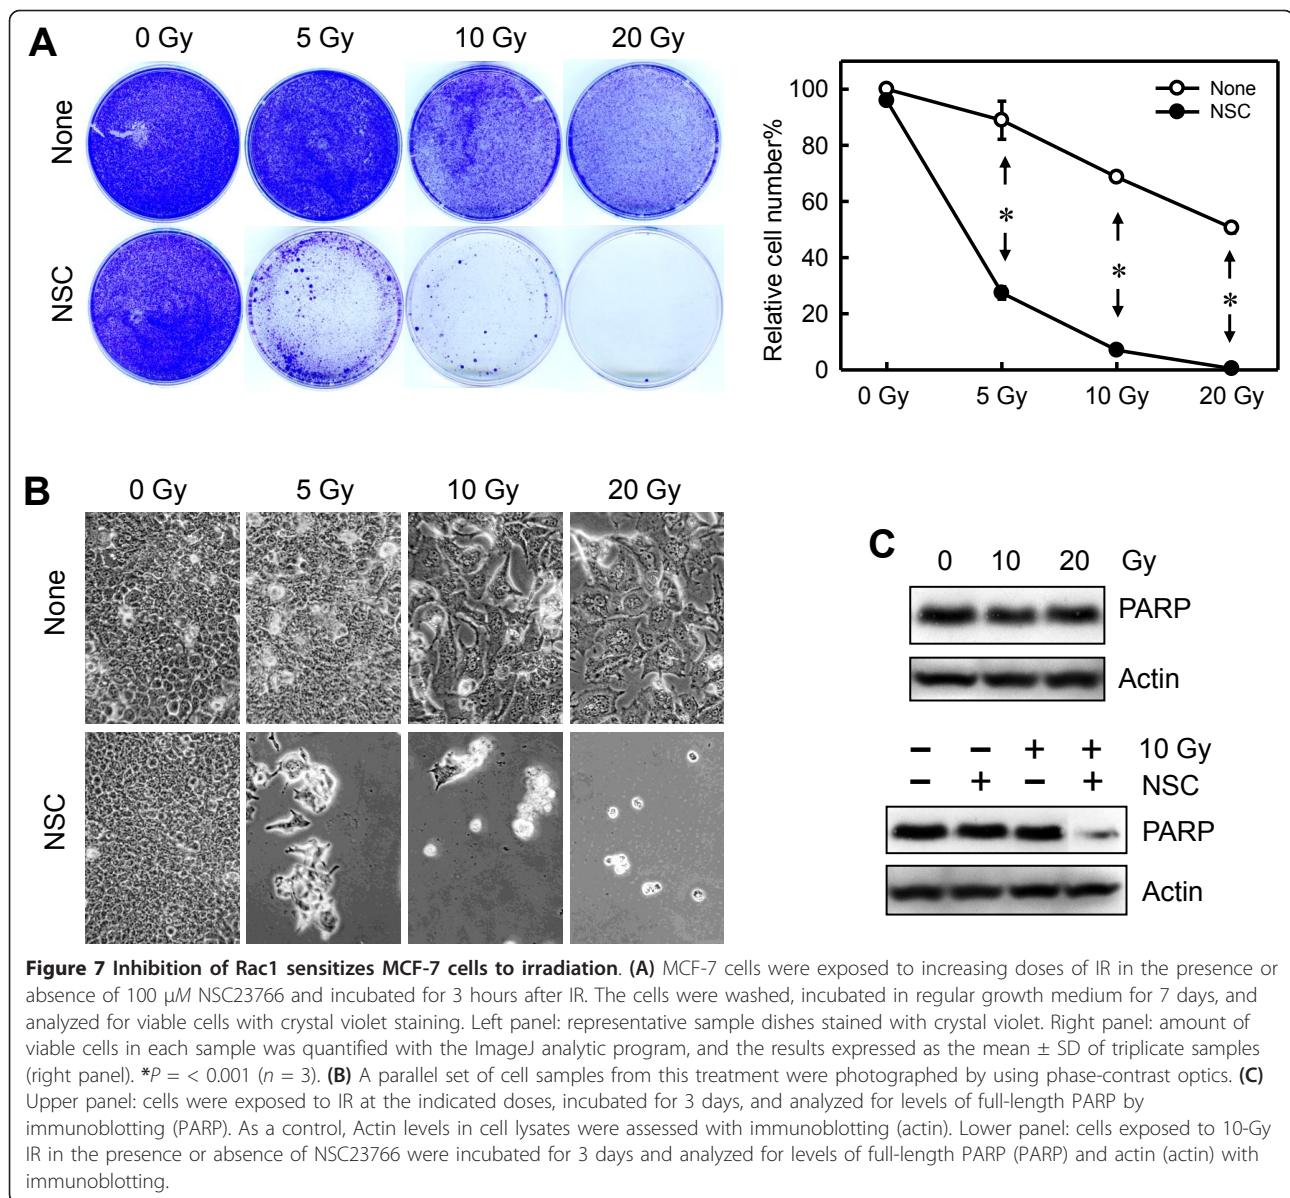 A
0 Gy 5 Gy 10 Gy 20 Gy
None
NSC
Relative cell number%
100
80
60
40
20
0
None
NSC
*
*
*
0 Gy 5 Gy 10 Gy 20 Gy
B
0 Gy 5 Gy 10 Gy 20 Gy
None
NSC
C
0 10 20 Gy
PARP
Actin
– – + + 10 Gy
– + – + NSC
PARP
Actin
Figure 7 Inhibition of Rac1 sensitizes MCF-7 cells to irradiation. (A) MCF-7 cells were exposed to increasing doses of IR in the presence or
absence of 100 μM NSC23766 and incubated for 3 hours after IR. The cells were washed, incubated in regular growth medium for 7 days, and
analyzed for viable cells with crystal violet staining. Left panel: representative sample dishes stained with crystal violet. Right panel: amount of
viable cells in each sample was quantified with the ImageJ analytic program, and the results expressed as the mean ± SD of triplicate samples
(right panel). *P = < 0.001 (n = 3). (B) A parallel set of cell samples from this treatment were photographed by using phase-contrast optics. (C)
Upper panel: cells were exposed to IR at the indicated doses, incubated for 3 days, and analyzed for levels of full-length PARP by
immunoblotting (PARP). As a control, Actin levels in cell lysates were assessed with immunoblotting (actin). Lower panel: cells exposed to 10-Gy
IR in the presence or absence of NSC23766 were incubated for 3 days and analyzed for levels of full-length PARP (PARP) and actin (actin) with
immunoblotting.